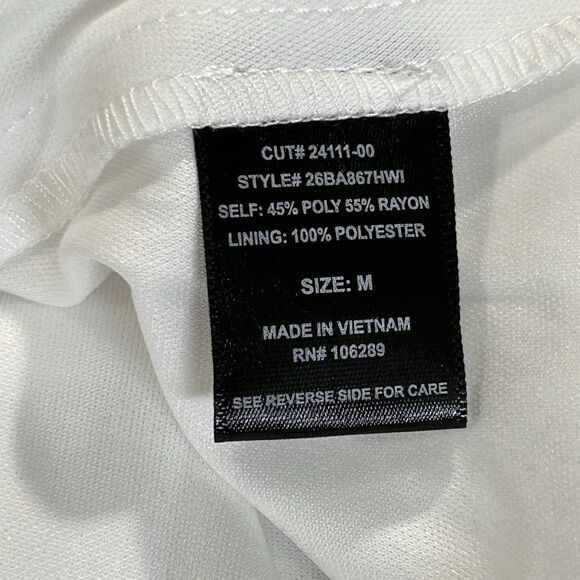 CUT# 24111-00
STYLE# 26BA867HWI
SELF: 45% POLY 55% RAYON
LINING: 100% POLYESTER
SIZE: M
MADE IN VIETNAM
RN# 106289
SEE REVERSE SIDE FOR CARE